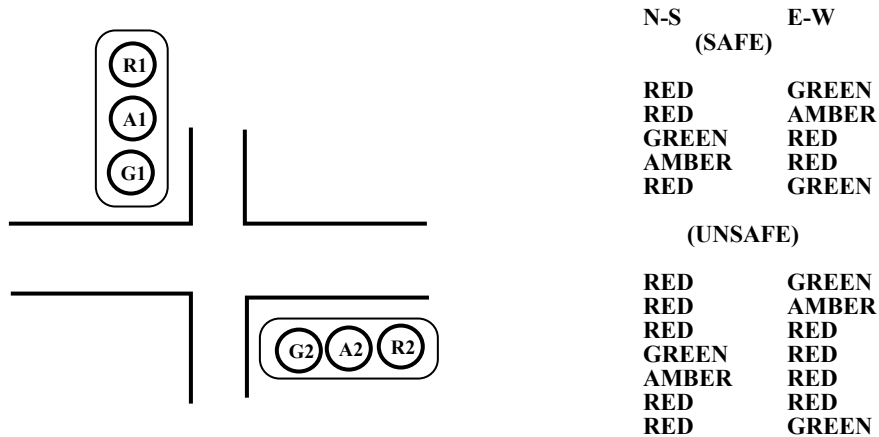 R1
A1
G1
G2 A2 R2
N-S E-W
(SAFE)
RED GREEN
RED AMBER
GREEN RED
AMBER RED
RED GREEN
(UNSAFE)
RED GREEN
RED AMBER
RED RED
GREEN RED
AMBER RED
RED RED
RED GREEN